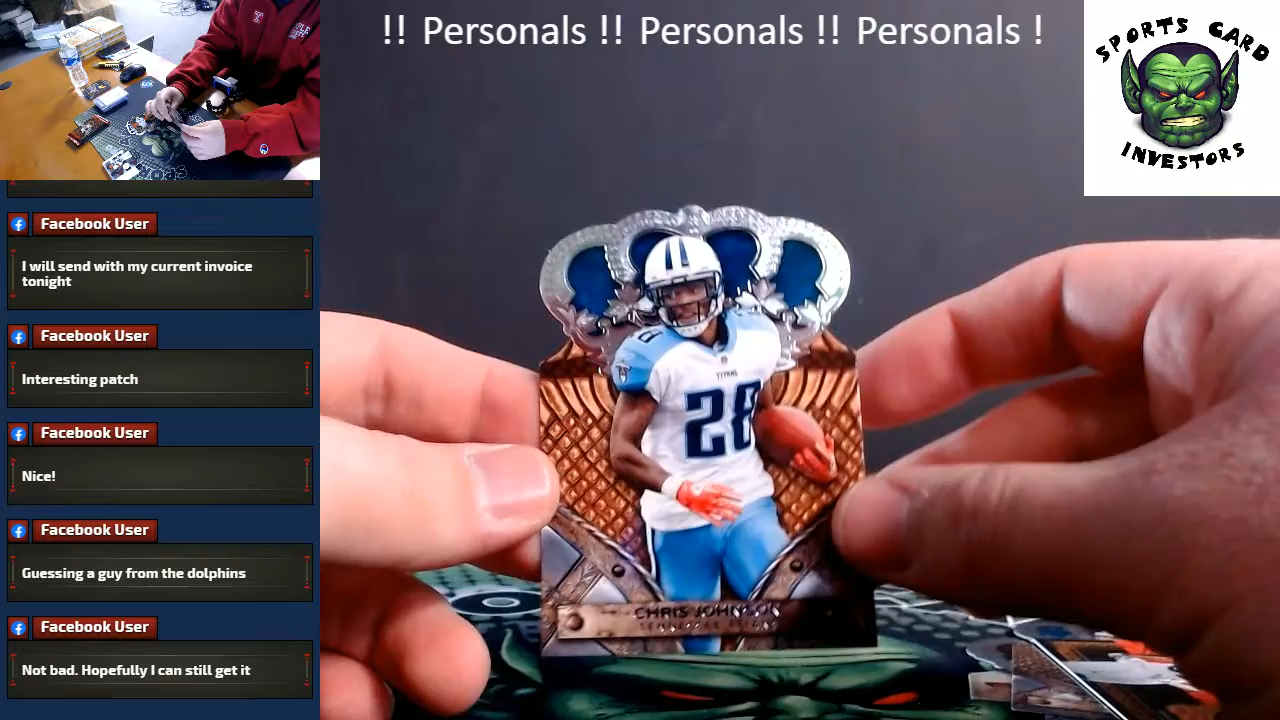 !! Personals !! Personals !! Personals !
SPORTS CARD
INVESTORS
Facebook User
I will send with my current invoice
tonight
Facebook User
Interesting patch
Facebook User
Nice!
Facebook User
Guessing a guy from the dolphins
Facebook User
Not bad. Hopefully I can still get it
TITANS
28
CHRIS JOHNSON